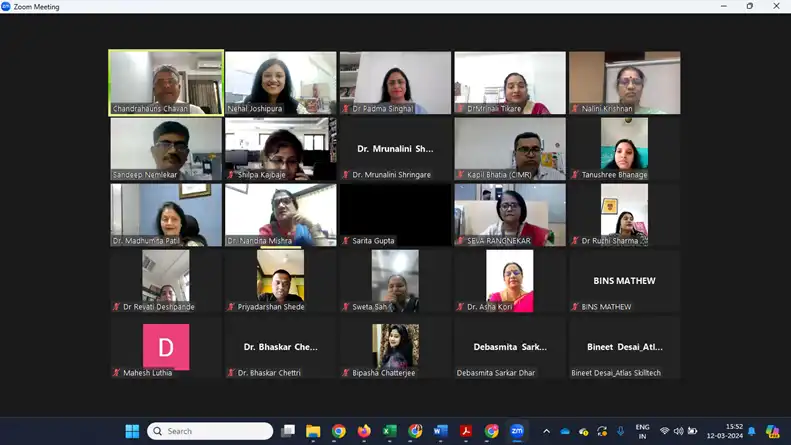 Zoom Meeting
Chandrahauns Chavan
Nehal Joshipura
Dr Padma Singhal
Dr. Vrinali Tikare
Nalini Krishnan
Sandeep Nemlekar
Shilpa Kajbaje
Dr. Mrunalini Sh...
Dr. Mrunalini Shringare
Kapil Bhatia (CIMR)
Tanushree Bhanage
Dr. Madhumita Patil
Dr. Nandita Mishra
Sarita Gupta
SEVA RANGNEKAR
Dr Ruchi Sharma ...
Dr Revati Deshpande
Priyadarshan Shede
Sweta Sah
Dr. Asha Kori
BINS MATHEW
BINS MATHEW
D
Mahesh Luthia
Dr. Bhaskar Che...
Dr. Bhaskar Chettri
Bipasha Chatterjee
Debasmita Sark...
Debasmita Sarkar Dhar
Bineet Desai_Atl...
Bineet Desai_Atlas Skilltech
Search
zm
ENG
IN
15:52
12-03-2024